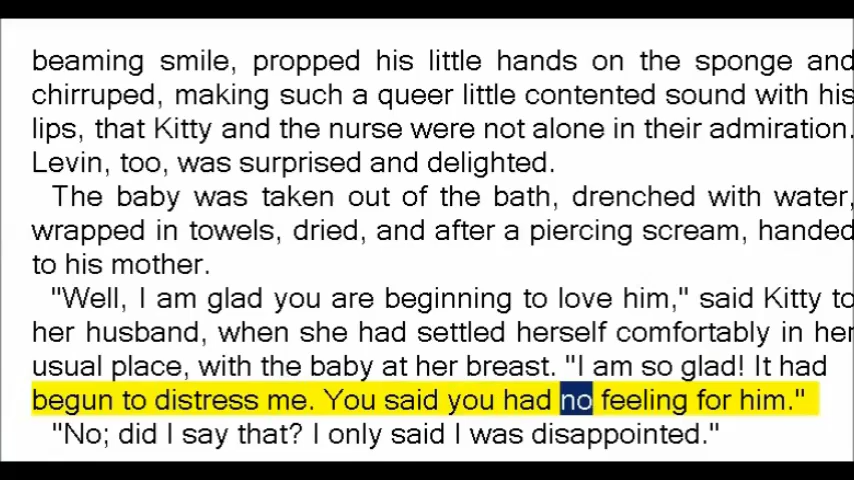 beaming smile, propped his little hands on the sponge and
chirruped, making such a queer little contented sound with his
lips, that Kitty and the nurse were not alone in their admiration.
Levin, too, was surprised and delighted.
The baby was taken out of the bath, drenched with water,
wrapped in towels, dried, and after a piercing scream, handed
to his mother.
"Well, I am glad you are beginning to love him," said Kitty to
her husband, when she had settled herself comfortably in her
usual place, with the baby at her breast. "I am so glad! It had
begun to distress me. You said you had no feeling for him."
"No; did I say that? I only said I was disappointed."